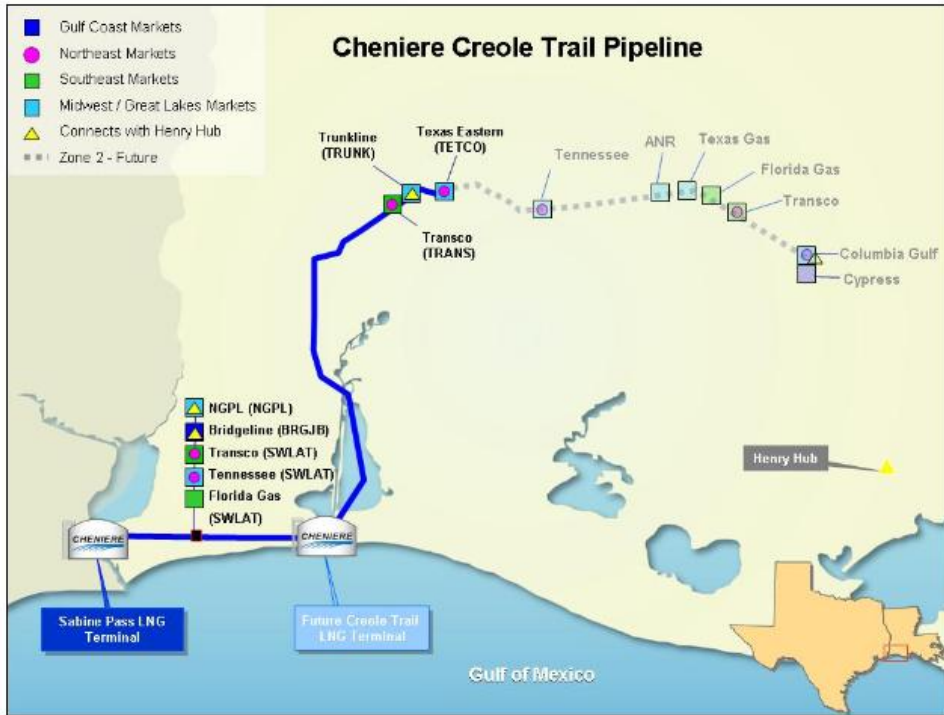 Gulf Coast Markets
Northeast Markets
Southeast Markets
Midwest / Great Lakes Markets
Connects with Henry Hub
Zone 2 - Future
Cheniere Creole Trail Pipeline
Trunkline
(TRUNK)
Texas Eastern
(TETCO)
Transco
(TRANS)
Tennessee
ANR
Texas Gas
Florida Gas
Transco
Columbia Gulf
Cypress
NGPL (NGPL)
Bridgeline (BRGJB)
Transco (SWLAT)
Tennessee (SWLAT)
Florida Gas
(SWLAT)
Henry Hub
CHENIERE
CHENIERE
Sabine Pass LNG
Terminal
Future Creole Trail
LNG Terminal
Gulf of Mexico